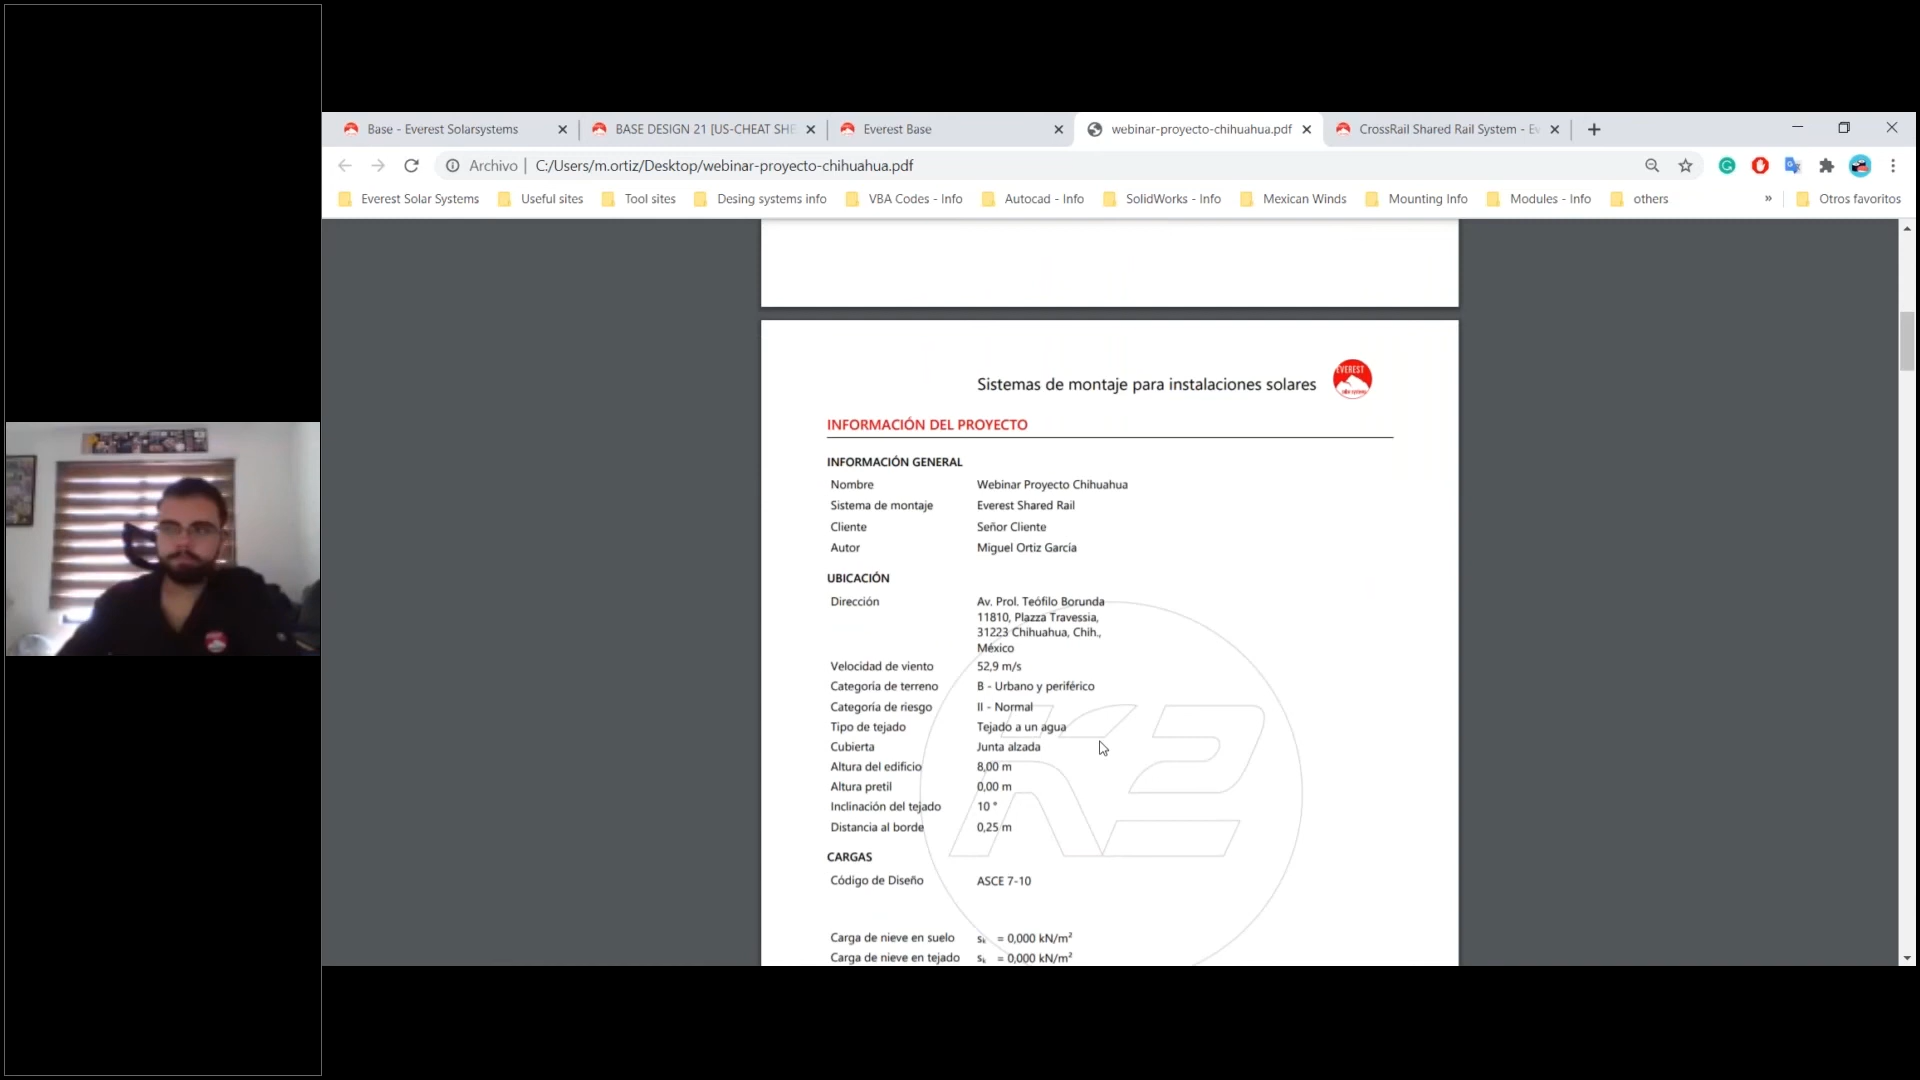 Base - Everest Solarsystems
BASE DESIGN 21 [US-CHEAT SHE
Everest Base
webinar-proyecto-chihuahua.pdf
CrossRail Shared Rail System - Ev
Archivo
C:/Users/m.ortiz/Desktop/webinar-proyecto-chihuahua.pdf
Everest Solar Systems
Useful sites
Tool sites
Desing systems info
VBA Codes - Info
Autocad - Info
SolidWorks - Info
Mexican Winds
Mounting Info
Modules - Info
others
»
Otros favoritos
Sistemas de montaje para instalaciones solares
EVEREST
INFORMACIÓN DEL PROYECTO
INFORMACIÓN GENERAL
Nombre Webinar Proyecto Chihuahua
Sistema de montaje Everest Shared Rail
Cliente Señor Cliente
Autor Miguel Ortiz García
UBICACIÓN
Dirección Av. Prol. Teófilo Borunda
11810, Plazza Travessia,
31223 Chihuahua, Chih.,
México
Velocidad de viento 52,9 m/s
Categoría de terreno B - Urbano y periférico
Categoría de riesgo II - Normal
Tipo de tejado Tejado a un agua
Cubierta Junta alzada
Altura del edificio 8,00 m
Altura pretil 0,00 m
Inclinación del tejado 10 °
Distancia al borde 0,25 m
K2
CARGAS
Código de Diseño ASCE 7-10
Carga de nieve en suelo sₖ = 0,000 kN/m²
Carga de nieve en tejado sₖ = 0,000 kN/m²